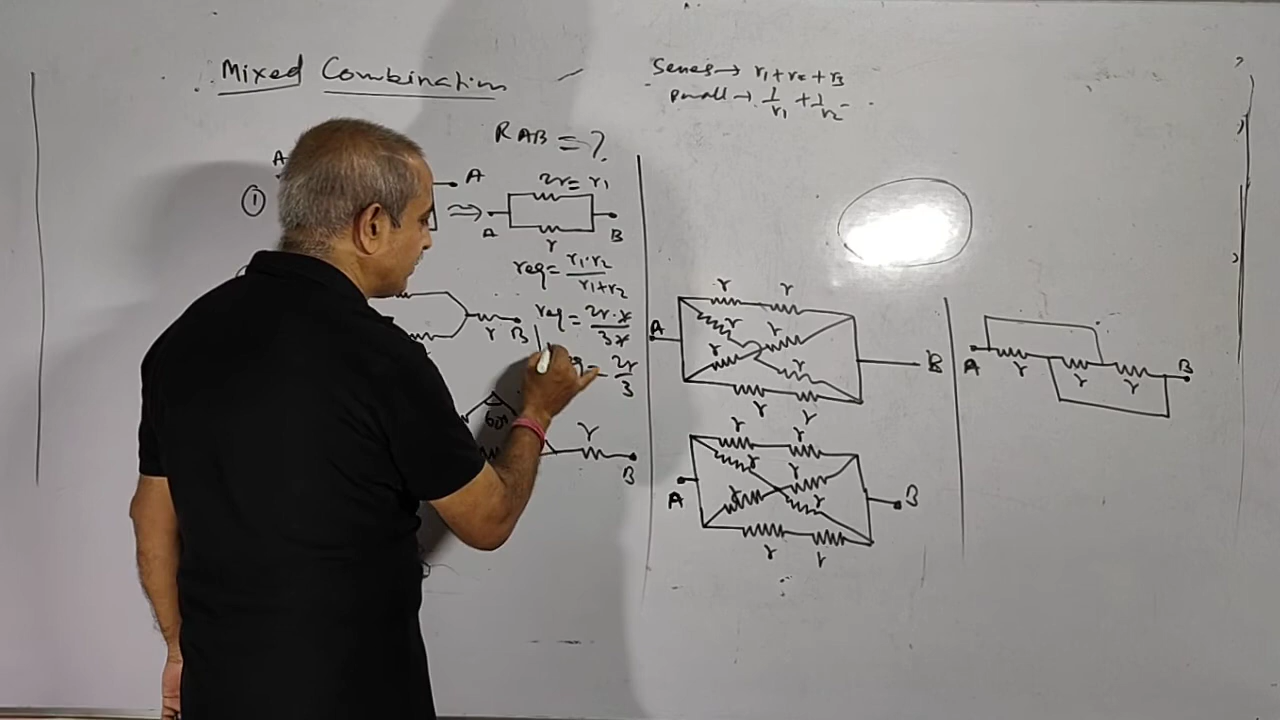 Mixed Combination
Series → r1 + r2 + r3
Parall → 1/r1 + 1/r2
RAB = ?
A
①
A
2r = r1
A
r
B
req = r1·r2/r1+r2
req = 2r·r/3r
r B
= 2r/3
60r
r
B
r r
A
r r
r
B
r r
r r
A
r r
r
r
B
r r
A
r
r
r
B